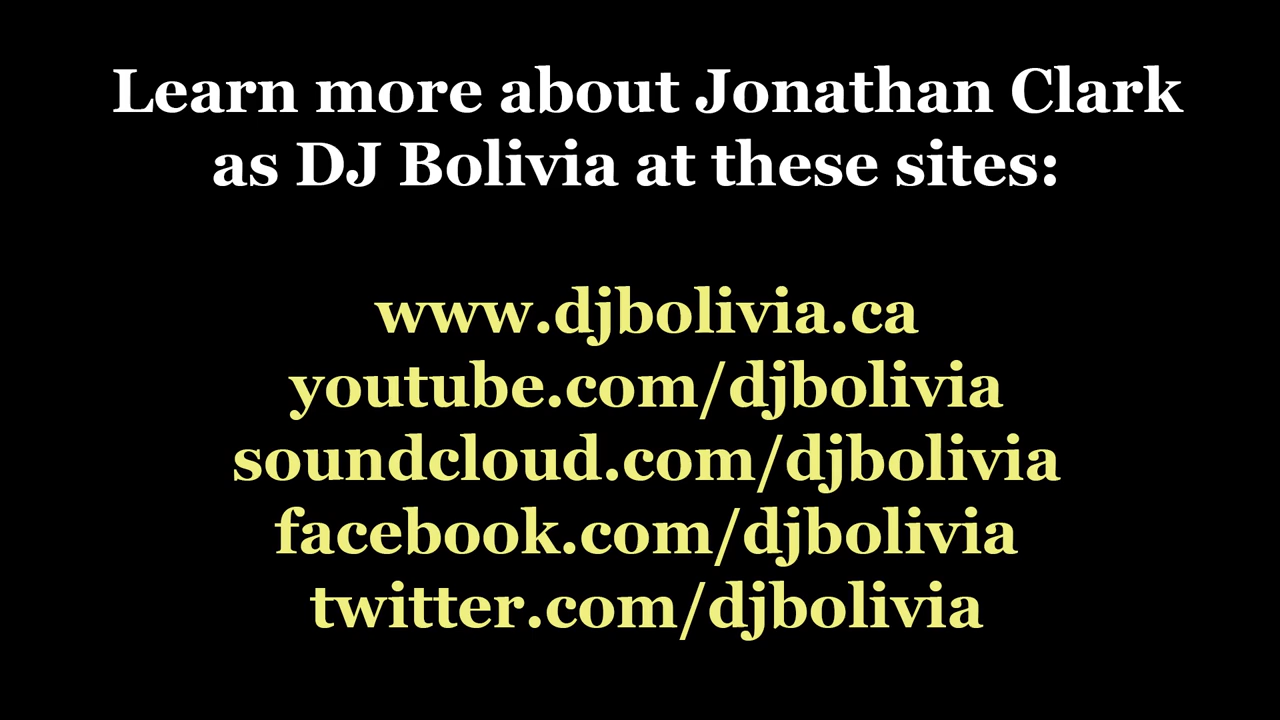 Learn more about Jonathan Clark
as DJ Bolivia at these sites:
www.djbolivia.ca
youtube.com/djbolivia
soundcloud.com/djbolivia
facebook.com/djbolivia
twitter.com/djbolivia